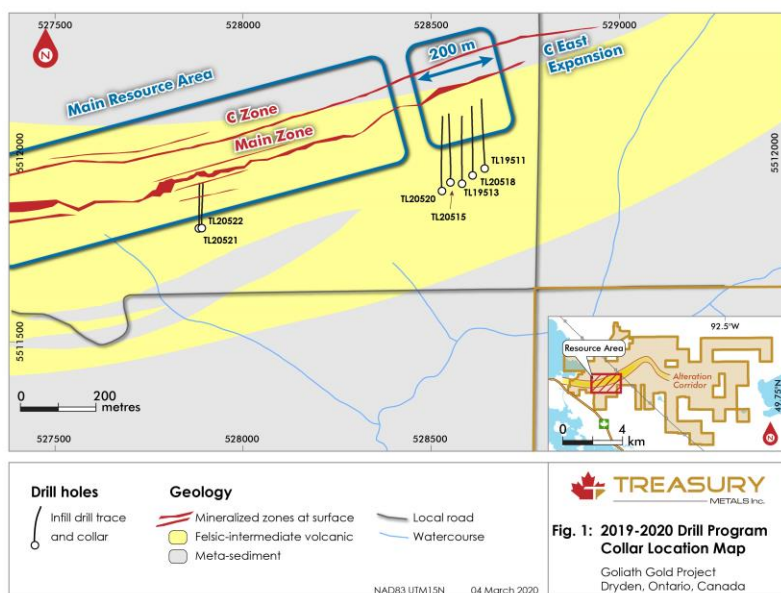 527500
528000
528500
529000
N
200 m
C East
Expansion
Main Resource Area
C Zone
Main Zone
5512000
5512000
TL19511
TL20518
TL20520
TL19513
TL20515
TL20522
TL20521
5511500
92.5°W
Resource Area
Alteration
Corridor
49.75°N
0 200
metres
0 4
km
N
527500
528000
528500
Drill holes
Infill drill trace
and collar
Geology
Mineralized zones at surface
Felsic-intermediate volcanic
Meta-sediment
Local road
Watercourse
NAD83 UTM15N 04 March 2020
TREASURY
METALS Inc.
Fig. 1: 2019-2020 Drill Program
Collar Location Map
Goliath Gold Project
Dryden, Ontario, Canada